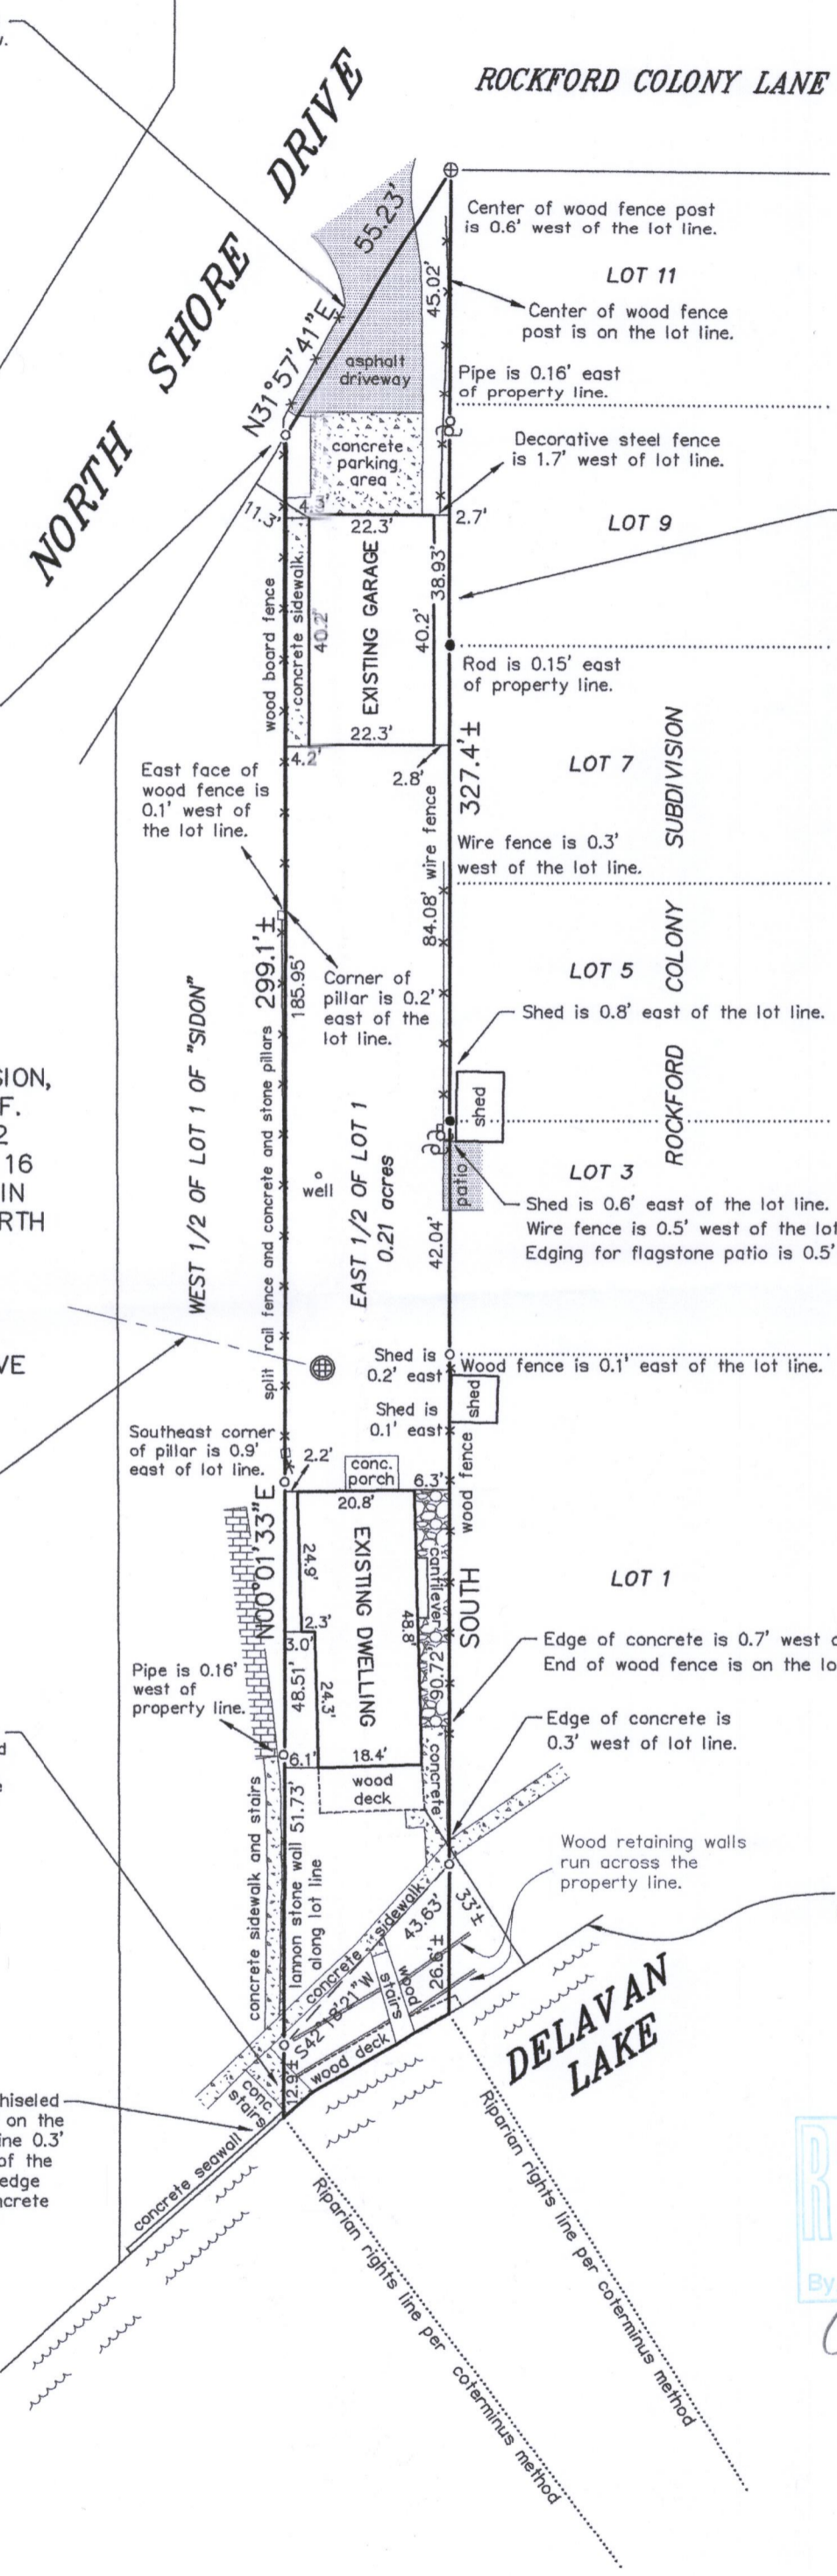 ROCKFORD COLONY LANE
NORTH SHORE DRIVE
55.23'
N31°57'41"E
Center of wood fence post
is 0.6' west of the lot line.
LOT 11
45.02'
Center of wood fence
post is on the lot line.
asphalt
driveway
Pipe is 0.16' east
of property line.
concrete
parking
area
Decorative steel fence
is 1.7' west of lot line.
11.3'
4.3'
22.3'
2.7'
LOT 9
wood board fence
concrete sidewalk
40.2'
EXISTING GARAGE
40.2'
38.93'
Rod is 0.15' east
of property line.
22.3'
4.2'
2.8'
327.4'±
LOT 7
ROCKFORD COLONY SUBDIVISION
East face of
wood fence is
0.1' west of
the lot line.
wire fence
Wire fence is 0.3'
west of the lot line.
84.08'
299.1'±
185.95'
Corner of
pillar is 0.2'
east of the
lot line.
LOT 5
Shed is 0.8' east of the lot line.
WEST 1/2 OF LOT 1 OF "SIDON"
split rail fence and concrete and stone pillars
SION,
F.
2
16
IN
RTH
VE
shed
EAST 1/2 OF LOT 1
0.21 acres
well
patio
LOT 3
Shed is 0.6' east of the lot line.
Wire fence is 0.5' west of the lot
Edging for flagstone patio is 0.5'
42.04'
Shed is
0.2' east
Wood fence is 0.1' east of the lot line.
shed
Shed is
0.1' east
Southeast corner
of pillar is 0.9'
east of lot line.
2.2'
conc.
porch
6.3'
wood fence
20.8'
N00°01'33"E
24.9'
EXISTING DWELLING
cantilever
SOUTH
LOT 1
2.3'
3.0'
48.8'
Edge of concrete is 0.7' west
End of wood fence is on the lo
Pipe is 0.16'
west of
property line.
48.51'
24.3'
90.72'
Edge of concrete is
0.3' west of lot line.
6.1'
18.4'
concrete
wood
deck
concrete sidewalk and stairs
lannon stone wall
along lot line
51.73'
Wood retaining walls
run across the
property line.
concrete sidewalk
43.63'
33'±
26.6'±
S42°18'21"W
wood
stairs
wood deck
12.9'±
conc.
stairs
DELAVAN
LAKE
hiseled
on the
ine 0.3'
of the
edge
ncrete
concrete seawall
Riparian rights line per coterminus method
Riparian rights line per coterminus method
R
By